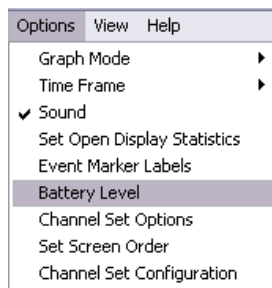 Options View Help
Graph Mode
Time Frame
Sound
Set Open Display Statistics
Event Marker Labels
Battery Level
Channel Set Options
Set Screen Order
Channel Set Configuration